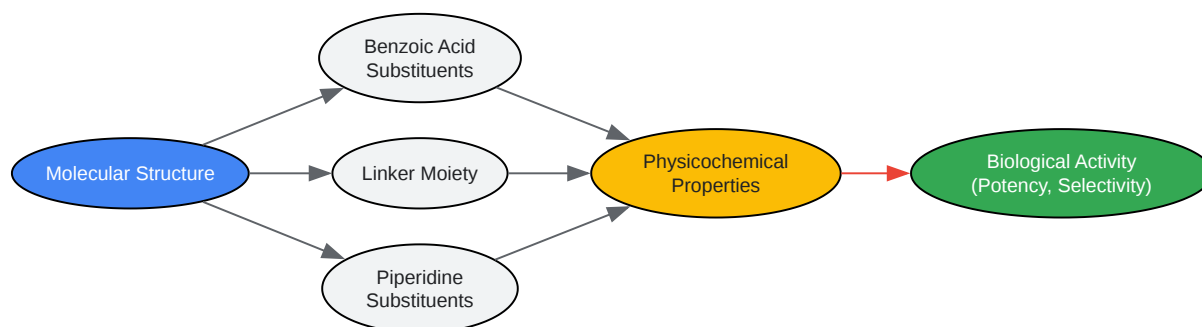 Molecular Structure
Benzoic Acid
Substituents
Linker Moiety
Piperidine
Substituents
Physicochemical
Properties
Biological Activity
(Potency, Selectivity)